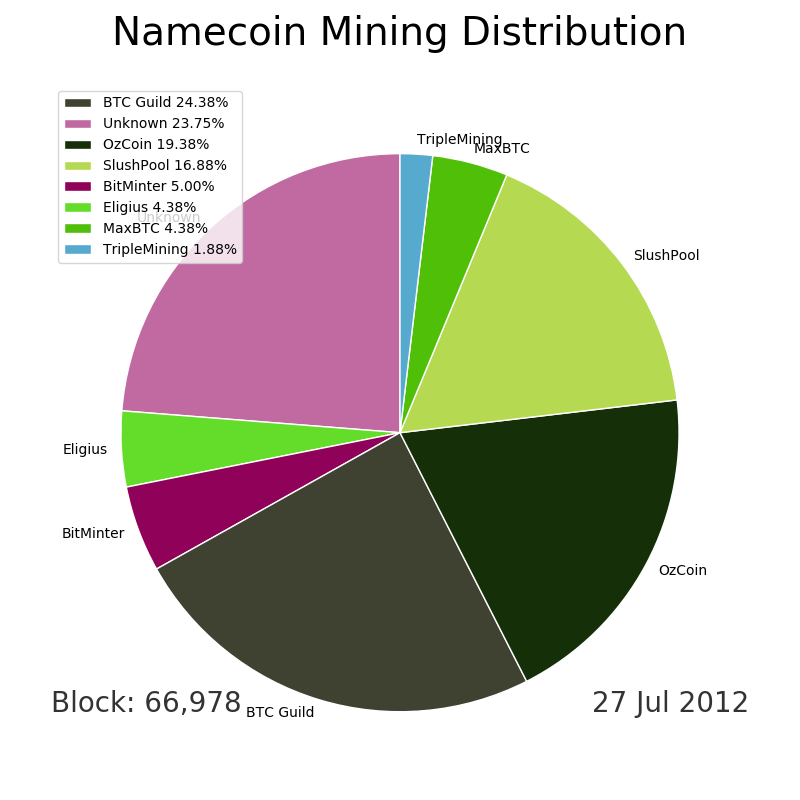 Namecoin Mining Distribution
BTC Guild 24.38%
Unknown 23.75%
OzCoin 19.38%
SlushPool 16.88%
BitMinter 5.00%
Eligius 4.38%
MaxBTC 4.38%
TripleMining 1.88%
TripleMining
MaxBTC
Unknown
SlushPool
Eligius
BitMinter
OzCoin
BTC Guild
Block: 66,978
27 Jul 2012